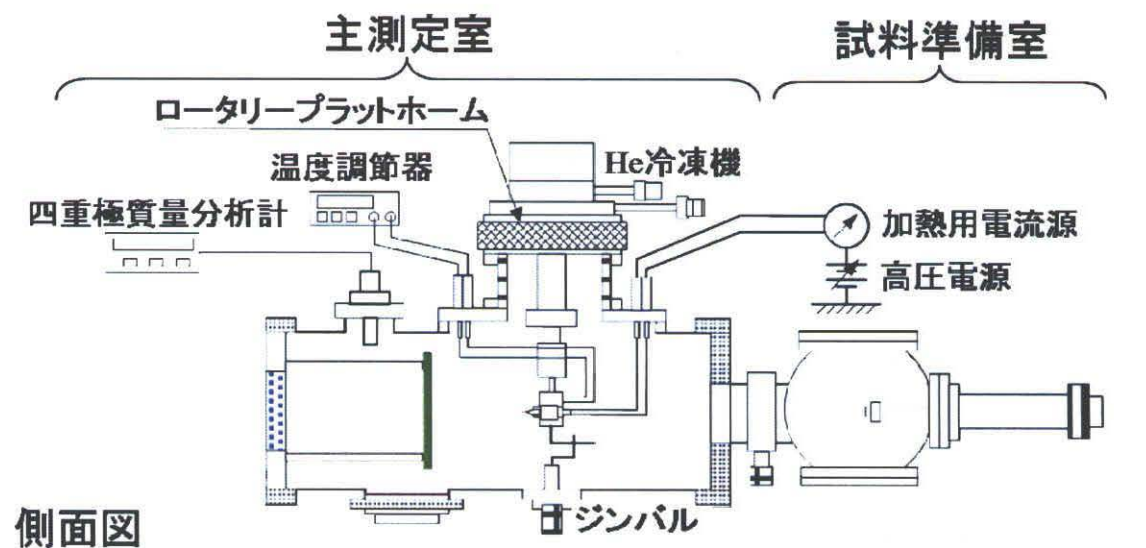 主測定室
試料準備室
ロータリープラットホーム
温度調節器
He冷凍機
四重極質量分析計
加熱用電流源
高圧電源
ジンバル
側面図